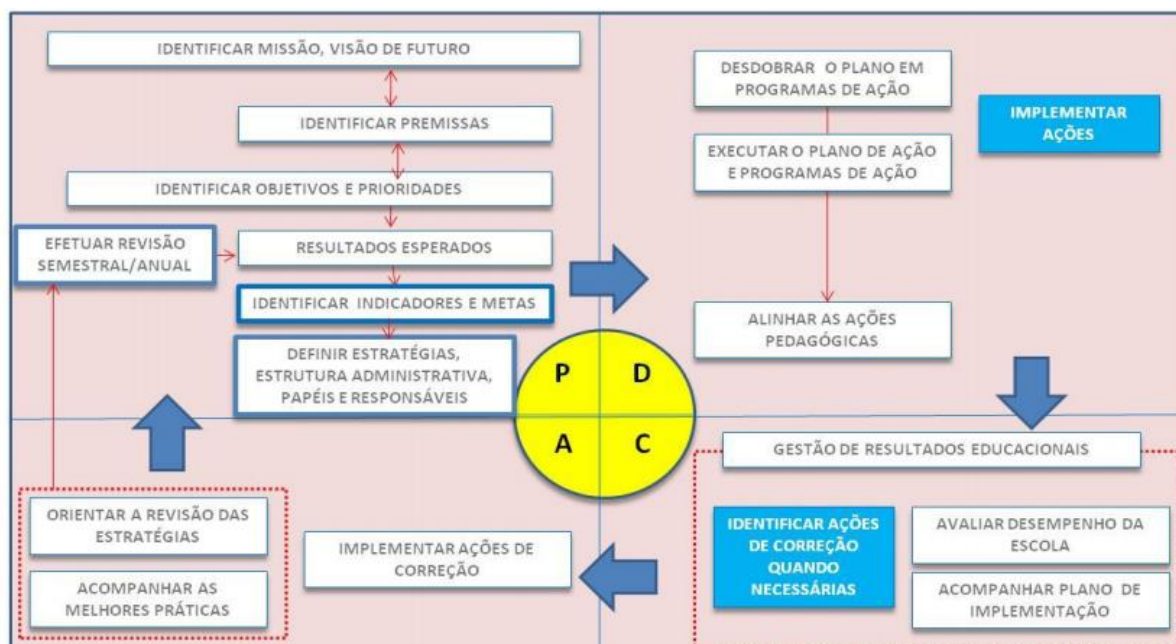 IDENTIFICAR MISSÃO, VISÃO DE FUTURO
IDENTIFICAR PREMISSAS
IDENTIFICAR OBJETIVOS E PRIORIDADES
EFETUAR REVISÃO
SEMESTRAL/ANUAL
RESULTADOS ESPERADOS
IDENTIFICAR INDICADORES E METAS
DEFINIR ESTRATÉGIAS,
ESTRUTURA ADMINISTRATIVA,
PAPÉIS E RESPONSÁVEIS
DESDOBRAR O PLANO EM
PROGRAMAS DE AÇÃO
IMPLEMENTAR
AÇÕES
EXECUTAR O PLANO DE AÇÃO
E PROGRAMAS DE AÇÃO
ALINHAR AS AÇÕES
PEDAGÓGICAS
P D
A C
ORIENTAR A REVISÃO DAS
ESTRATÉGIAS
ACOMPANHAR AS
MELHORES PRÁTICAS
IMPLEMENTAR AÇÕES DE
CORREÇÃO
GESTÃO DE RESULTADOS EDUCACIONAIS
IDENTIFICAR AÇÕES
DE CORREÇÃO
QUANDO
NECESSÁRIAS
AVALIAR DESEMPENHO DA
ESCOLA
ACOMPANHAR PLANO DE
IMPLEMENTAÇÃO